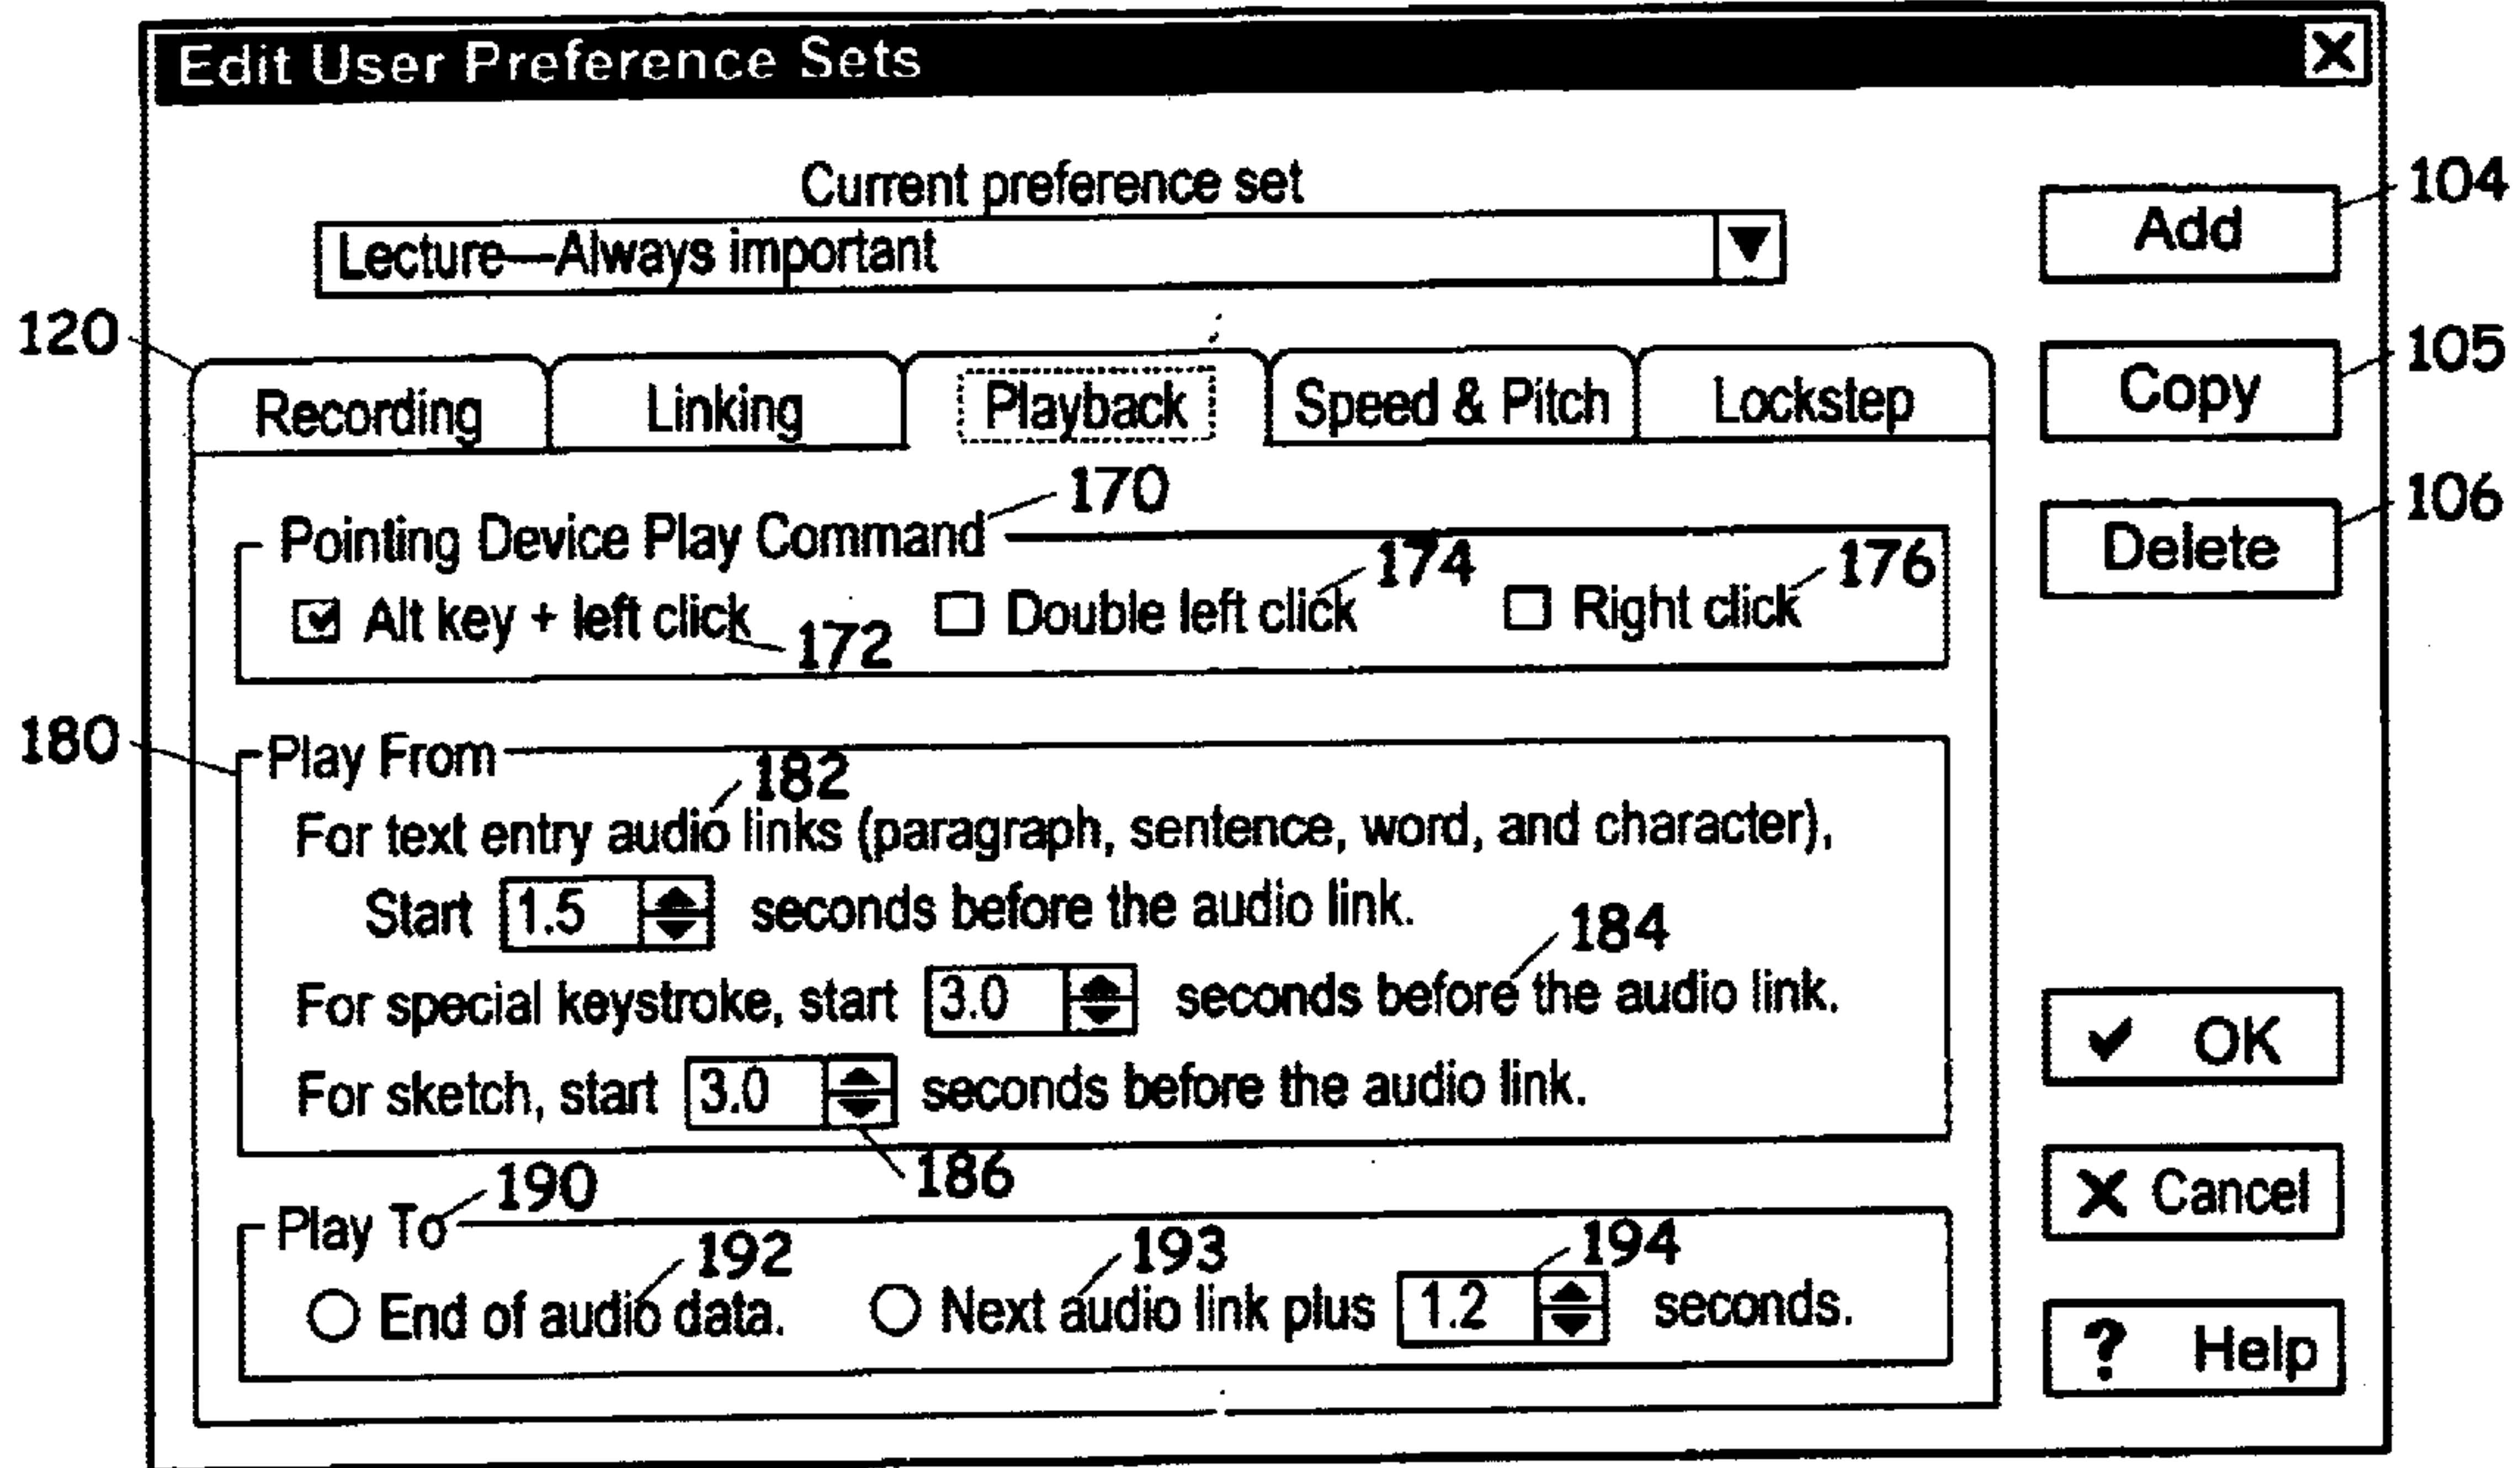 Edit User Preference Sets
Current preference set
104
Add
Lecture—Always important
120
105
Recording Linking Playback Speed & Pitch Lockstep
Copy
170
106
Pointing Device Play Command
Delete
174 176
Alt key + left click Double left click Right click
172
180
Play From
182
For text entry audio links (paragraph, sentence, word, and character),
Start 1.5 seconds before the audio link.
184
For special keystroke, start 3.0 seconds before the audio link.
OK
For sketch, start 3.0 seconds before the audio link.
186
190
Cancel
Play To
192 193 194
End of audio data. Next audio link plus 1.2 seconds.
? Help